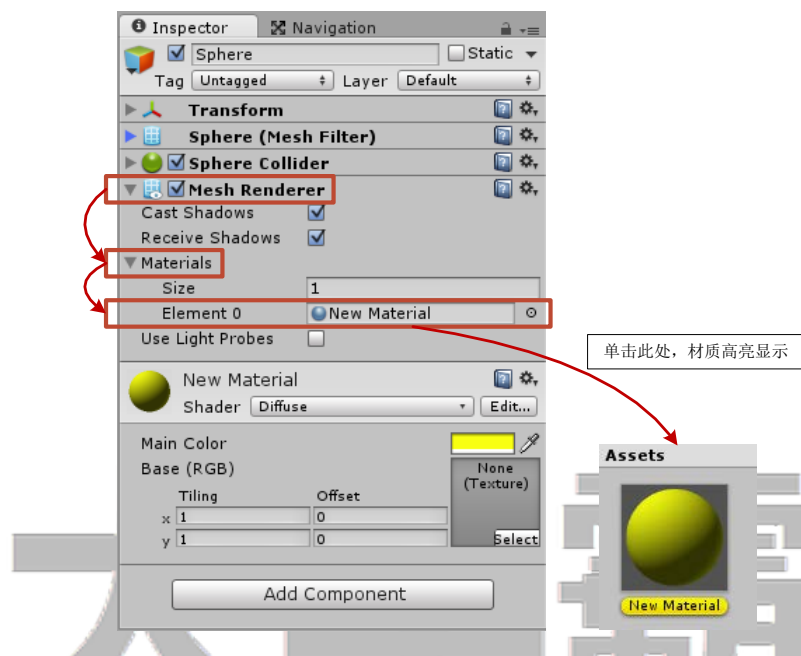 Inspector Navigation
Sphere Static
Tag Untagged Layer Default
Transform
Sphere (Mesh Filter)
Sphere Collider
Mesh Renderer
Cast Shadows
Receive Shadows
Materials
Size 1
Element 0 New Material
Use Light Probes
单击此处，材质高亮显示
New Material
Shader Diffuse Edit...
Main Color
Base (RGB) None
(Texture)
Tiling Offset
x 1 0
y 1 0 Select
Add Component
Assets
New Material